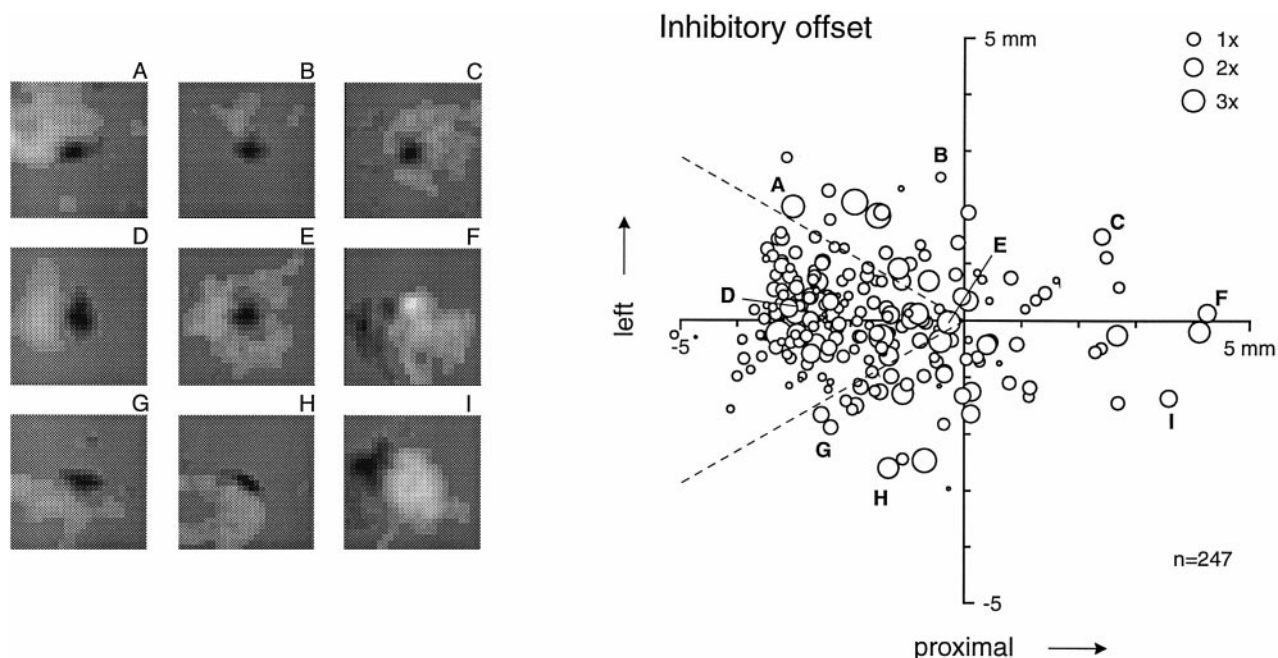 A
B
C
D
E
F
G
H
I
Inhibitory offset
5 mm
1x
2x
3x
B
A
C
E
D
F
-5
5 mm
left
G
I
H
n=247
-5
proximal